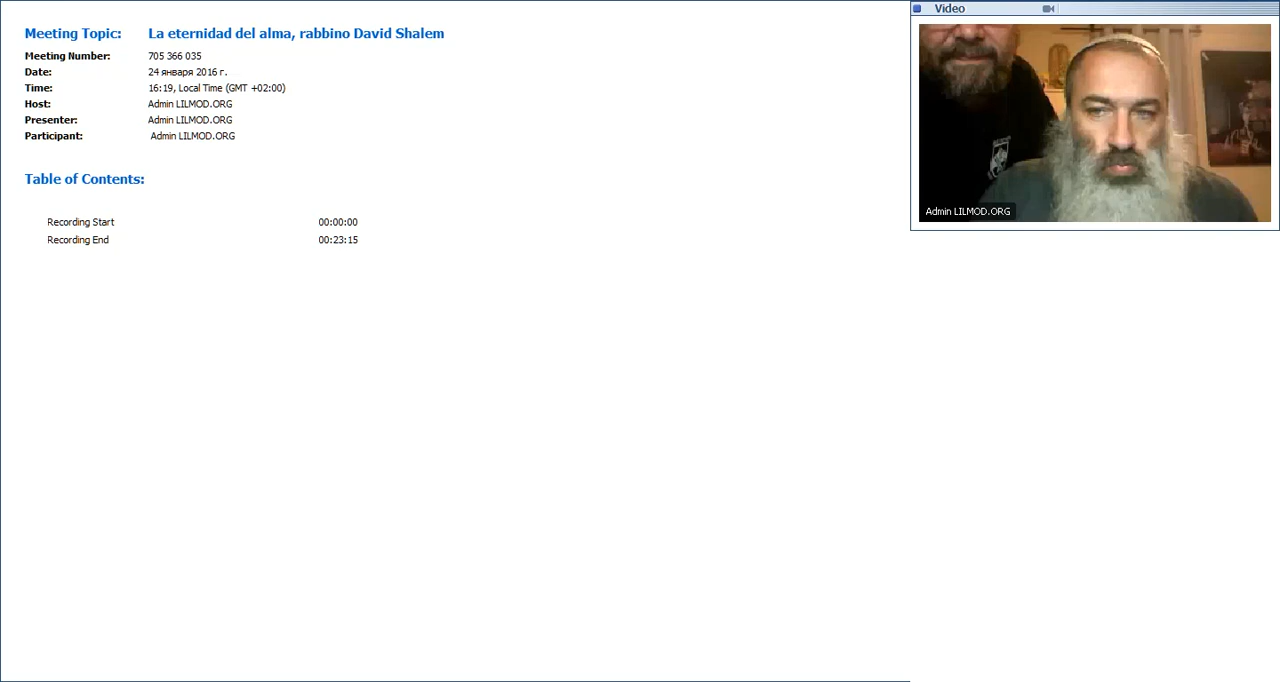 Meeting Topic: La eternidad del alma, rabbino David Shalem
Meeting Number: 705 366 035
Date: 24 января 2016 г.
Time: 16:19, Local Time (GMT +02:00)
Host: Admin LILMOD.ORG
Presenter: Admin LILMOD.ORG
Participant: Admin LILMOD.ORG
Table of Contents:
Recording Start 00:00:00
Recording End 00:23:15
Video
Admin LILMOD.ORG